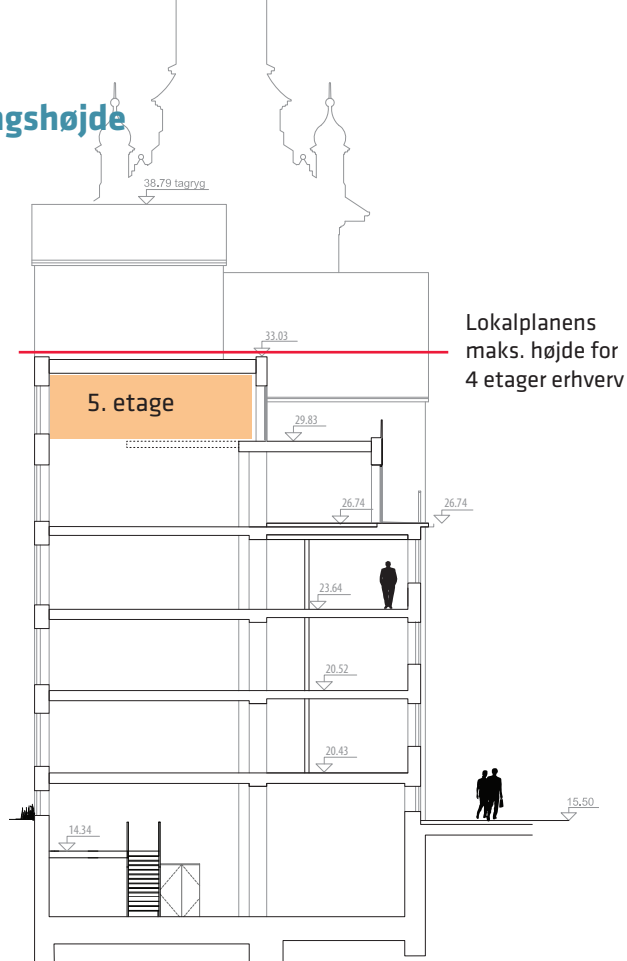 ngshøjde
38.79 tagryg
33.03
Lokalplanens
maks. højde for
4 etager erhverv
5. etage
29.83
26.74
26.74
23.64
20.52
20.43
15.50
14.34